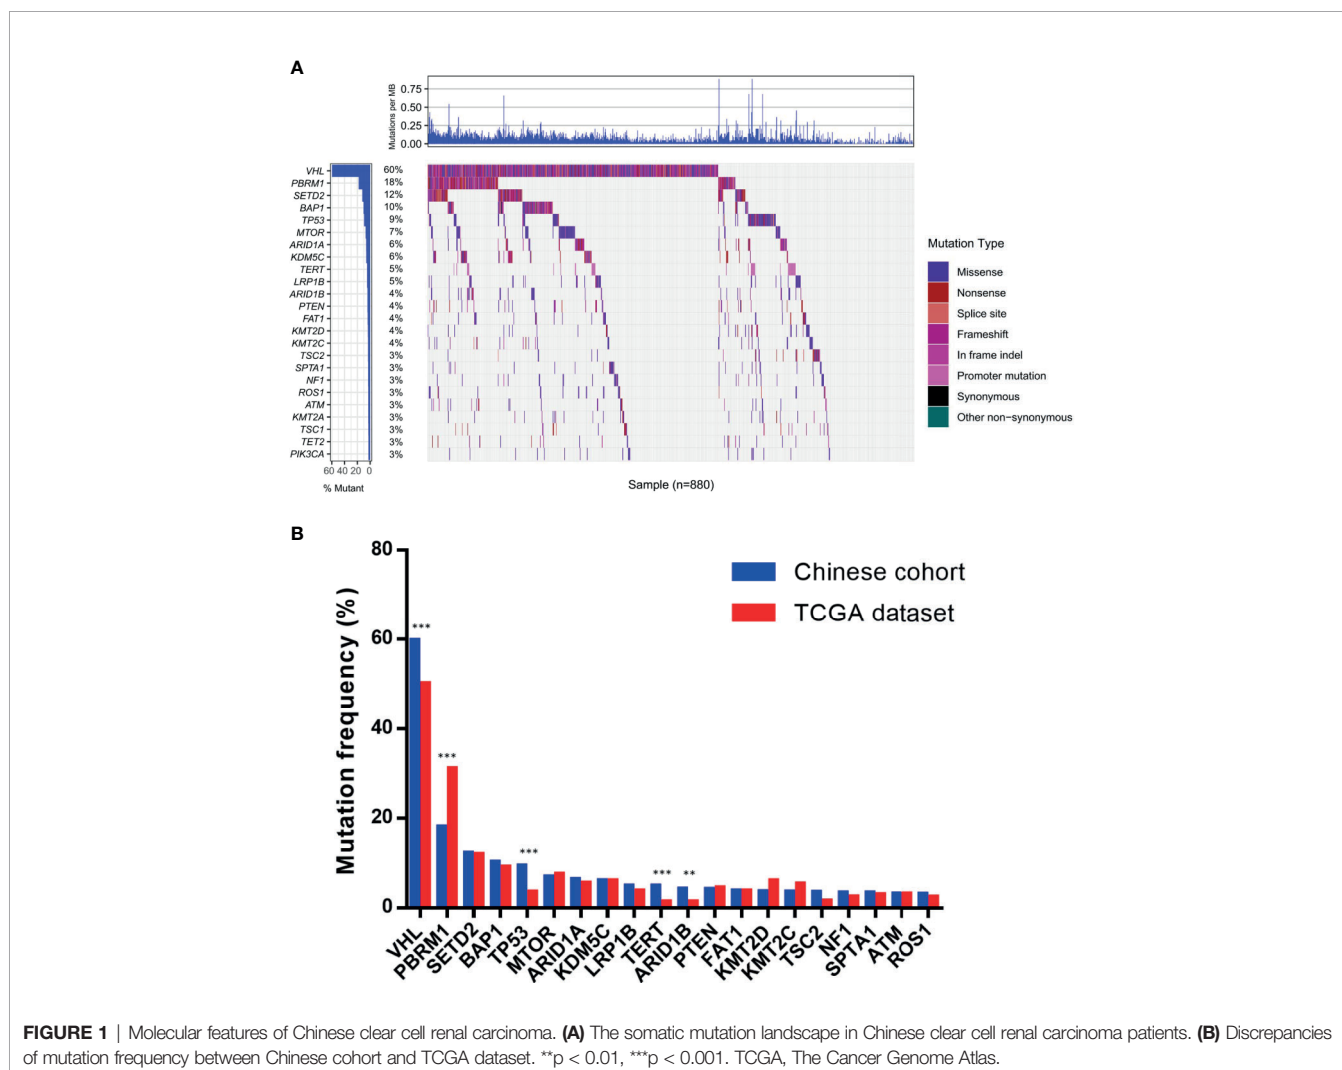 A
Mutations per MB
0.75
0.50
0.25
0.00
VHL 60%
PBRM1 18%
SETD2 12%
BAP1 10%
TP53 9%
MTOR 7%
ARID1A 6%
KDM5C 6%
TERT 5%
LRP1B 5%
ARID1B 4%
PTEN 4%
FAT1 4%
KMT2D 4%
KMT2C 4%
TSC2 3%
SPTA1 3%
NF1 3%
ROS1 3%
ATM 3%
KMT2A 3%
TSC1 3%
TET2 3%
PIK3CA 3%
60 40 20 0
% Mutant
Sample (n=880)
Mutation Type
Missense
Nonsense
Splice site
Frameshift
In frame indel
Promoter mutation
Synonymous
Other non−synonymous
B
Mutation frequency (%)
80
60
40
20
0
Chinese cohort
TCGA dataset
***
***
***
***
**
VHL
PBRM1
SETD2
BAP1
TP53
MTOR
ARID1A
KDM5C
LRP1B
TERT
ARID1B
PTEN
FAT1
KMT2D
KMT2C
TSC2
NF1
SPTA1
ATM
ROS1
FIGURE 1 | Molecular features of Chinese clear cell renal carcinoma. (A) The somatic mutation landscape in Chinese clear cell renal carcinoma patients. (B) Discrepancies
of mutation frequency between Chinese cohort and TCGA dataset. **p < 0.01, ***p < 0.001. TCGA, The Cancer Genome Atlas.